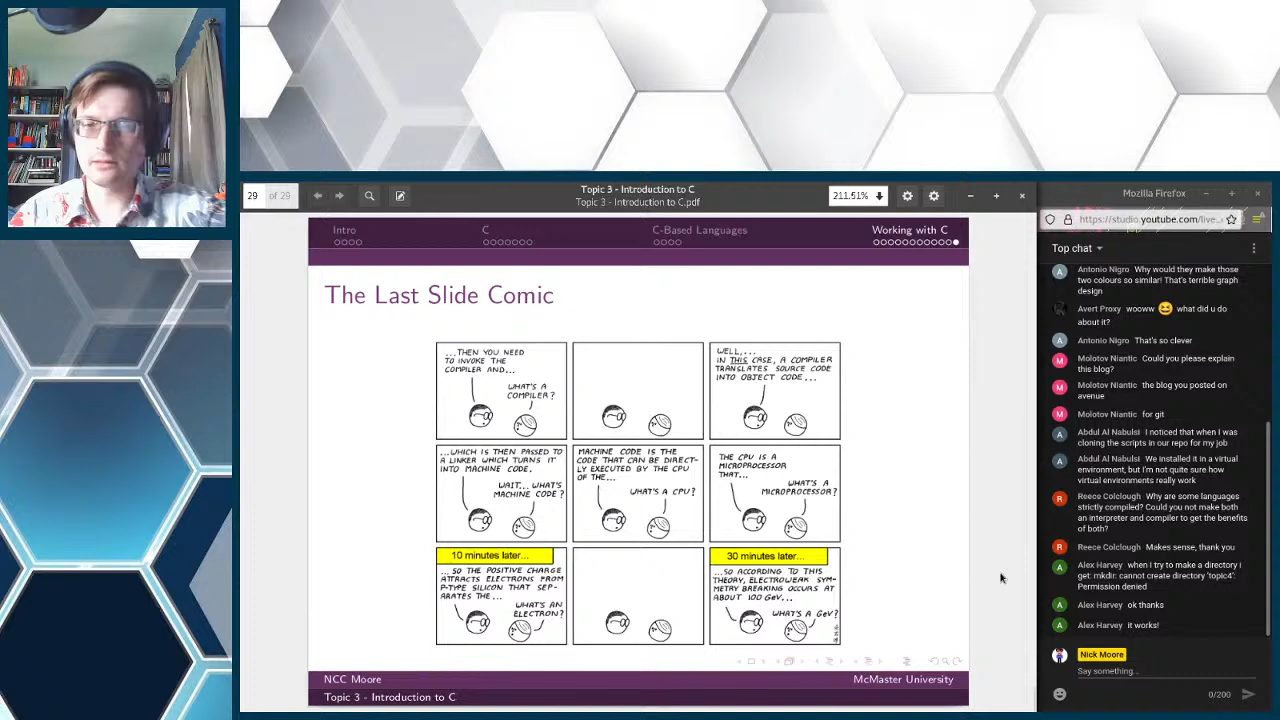 29 of 29
Topic 3 - Introduction to C
Topic 3 - Introduction to C.pdf
211.51%
Intro
C
C-Based Languages
Working with C
The Last Slide Comic
...THEN YOU NEED
TO INVOKE THE
COMPILER AND...
WHAT'S A
COMPILER?
WELL,...
IN THIS CASE, A COMPILER
TRANSLATES SOURCE CODE
INTO OBJECT CODE...
...WHICH IS THEN PASSED TO
A LINKER WHICH TURNS IT
INTO MACHINE CODE.
WAIT... WHAT'S
MACHINE CODE?
MACHINE CODE IS THE
CODE THAT CAN BE DIRECT-
LY EXECUTED BY THE CPU
OF THE...
WHAT'S A CPU?
THE CPU IS A
MICROPROCESSOR
THAT...
WHAT'S A
MICROPROCESSOR?
10 minutes later...
...SO THE POSITIVE CHARGE
ATTRACTS ELECTRONS FROM
P-TYPE SILICON THAT SEP-
ARATES THE...
WHAT'S AN
ELECTRON?
30 minutes later...
...SO ACCORDING TO THIS
THEORY, ELECTROWEAK SYM-
METRY BREAKING OCCURS AT
ABOUT 100 GeV...
WHAT'S A GeV?
NCC Moore
McMaster University
Topic 3 - Introduction to C
Mozilla Firefox
https://studio.youtube.com/live_
Top chat
Antonio Nigro Why would they make those
two colours so similar! That's terrible graph
design
Avert Proxy wooww 😆 what did u do
about it?
Antonio Nigro That's so clever
Molotov Niantic Could you please explain
this blog?
Molotov Niantic the blog you posted on
avenue
Molotov Niantic for git
Abdul Al Nabulsi I noticed that when I was
cloning the scripts in our repo for my job
Abdul Al Nabulsi We installed it in a virtual
environment, but I'm not quite sure how
virtual environments really work
Reece Colclough Why are some languages
strictly compiled? Could you not make both
an interpreter and compiler to get the benefits
of both?
Reece Colclough Makes sense, thank you
Alex Harvey when i try to make a directory i
get: mkdir: cannot create directory 'topic4':
Permission denied
Alex Harvey ok thanks
Alex Harvey it works!
Nick Moore
Say something...
0/200